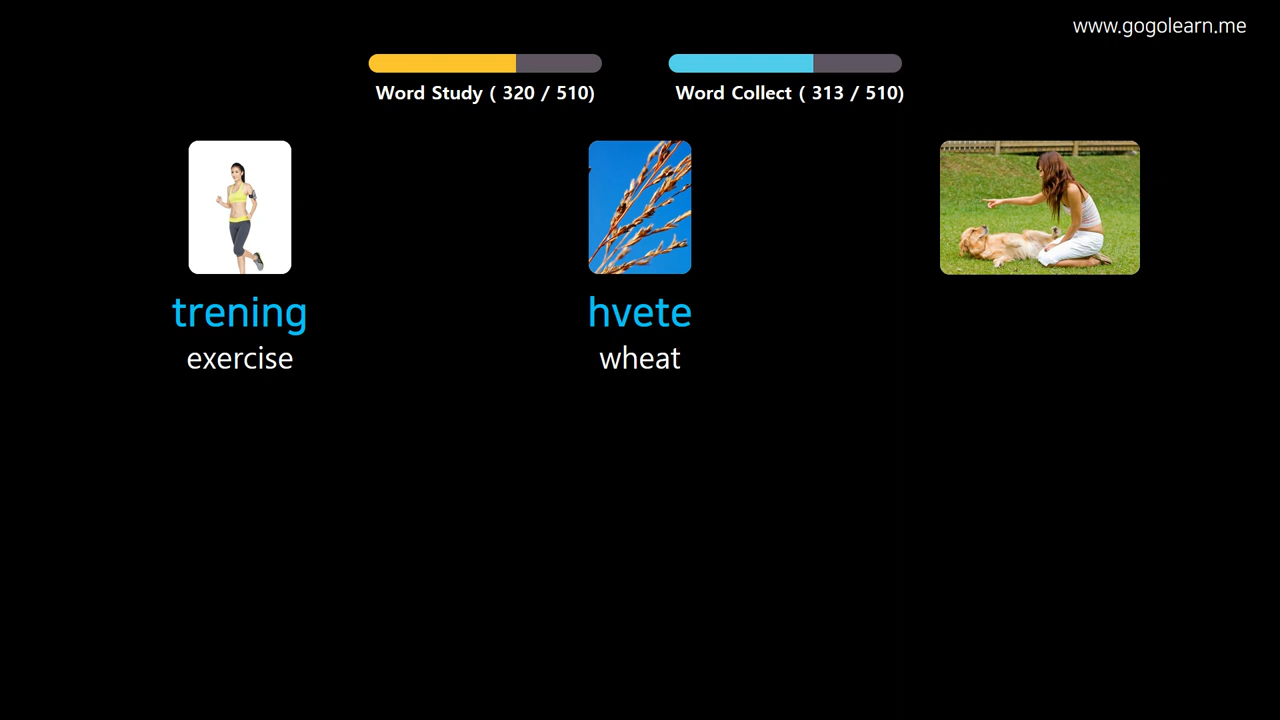 www.gogolearn.me
Word Study ( 320 / 510)
Word Collect ( 313 / 510)
trening
exercise
hvete
wheat